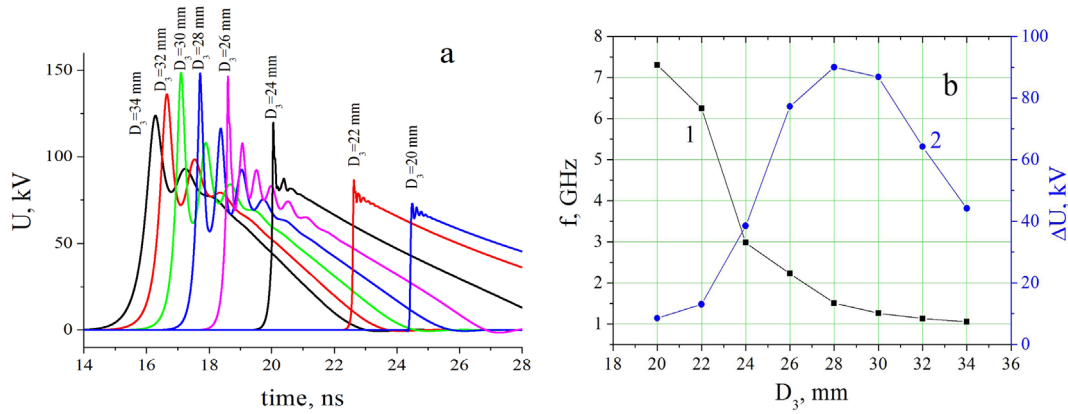 a
D₃=34 mm
D₃=32 mm
D₃=30 mm
D₃=28 mm
D₃=26 mm
D₃=24 mm
D₃=22 mm
D₃=20 mm
150
100
50
0
U, kV
14 16 18 20 22 24 26 28
time, ns
b
8
7
6
5
4
3
2
1
f, GHz
1
2
100
80
60
40
20
0
ΔU, kV
18 20 22 24 26 28 30 32 34 36
D₃, mm